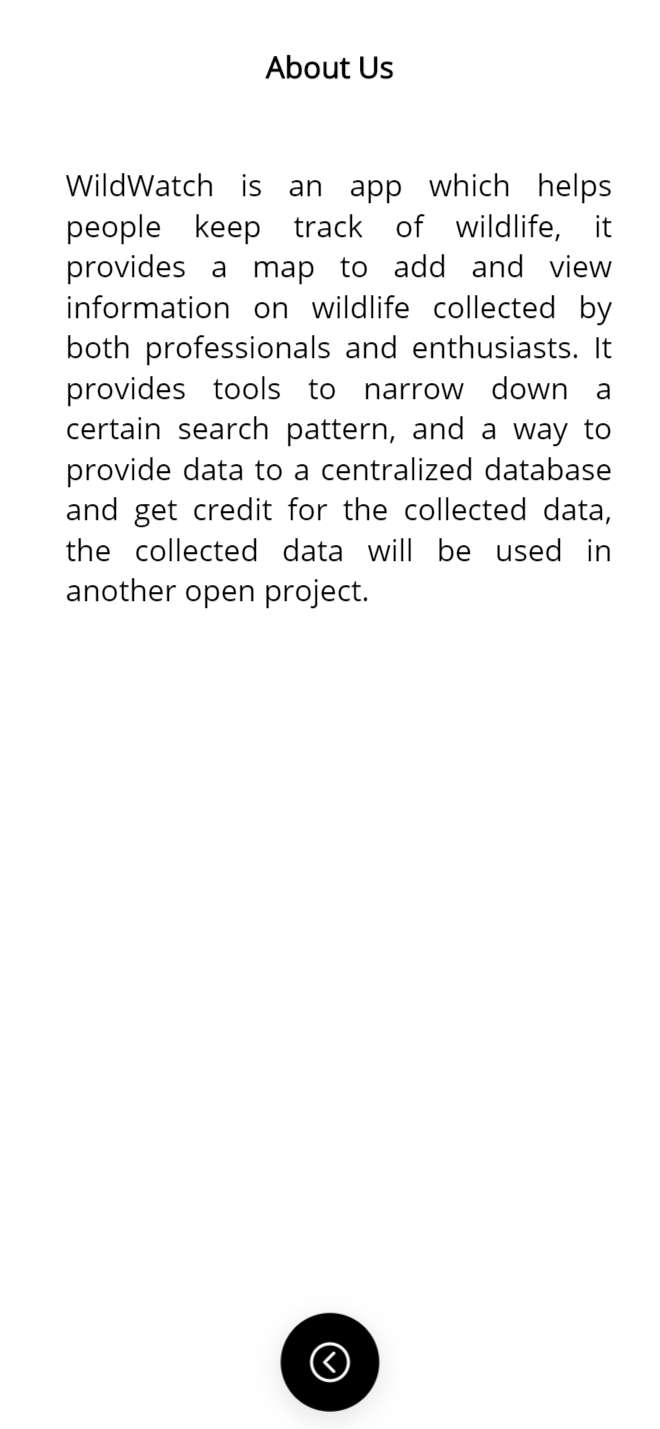 About Us
WildWatch is an app which helps
people keep track of wildlife, it
provides a map to add and view
information on wildlife collected by
both professionals and enthusiasts. It
provides tools to narrow down a
certain search pattern, and a way to
provide data to a centralized database
and get credit for the collected data,
the collected data will be used in
another open project.